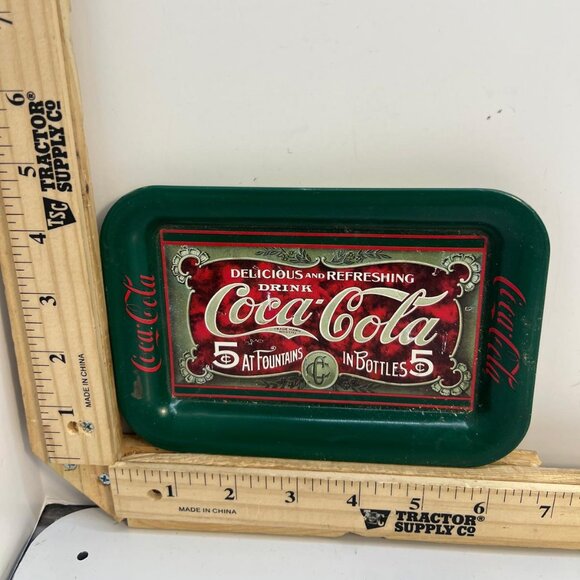 6
5
4
3
2
1
TRACTOR
SUPPLY CO
TSC
MADE IN CHINA
DELICIOUS AND REFRESHING
DRINK
Coca-Cola
5 AT FOUNTAINS IN BOTTLES 5
Coca-Cola
Coca-Cola
1 2 3 4 5 6 7
MADE IN CHINA
TSC TRACTOR
SUPPLY CO